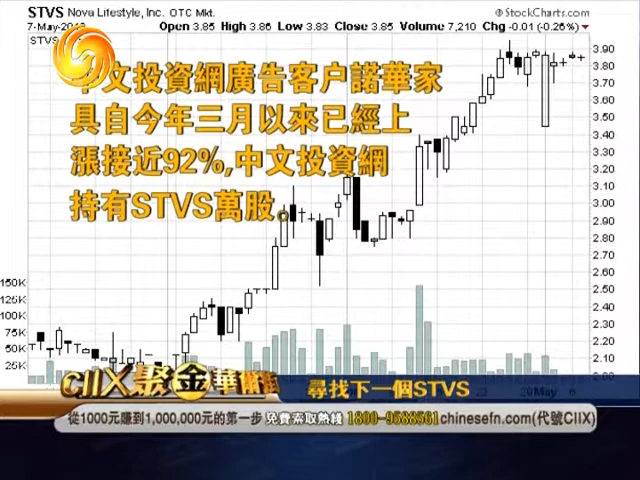 STVS Nova Lifestyle, Inc. OTC Mkt. © StockCharts.com
7-May Open 3.85 High 3.86 Low 3.83 Close 3.85 Volume 7,210 Chg -0.01 (-0.26%)
STVS
中文投資網廣告客户諾華家
具自今年三月以來已經上
漲接近92%,中文投資網
持有STVS萬股。
3.90
3.80
3.70
3.60
3.50
3.40
3.30
3.20
3.10
3.00
2.90
2.80
2.70
2.60
2.50
2.40
2.30
2.20
2.10
2.00
150K
125K
100K
75K
50K
25K
22 29 May 6
CIIX聚金華爾街
尋找下一個STVS
從1000元賺到1,000,000元的第一步 免費索取熱綫 1800-9588561 chinesefn.com(代號CIIX)